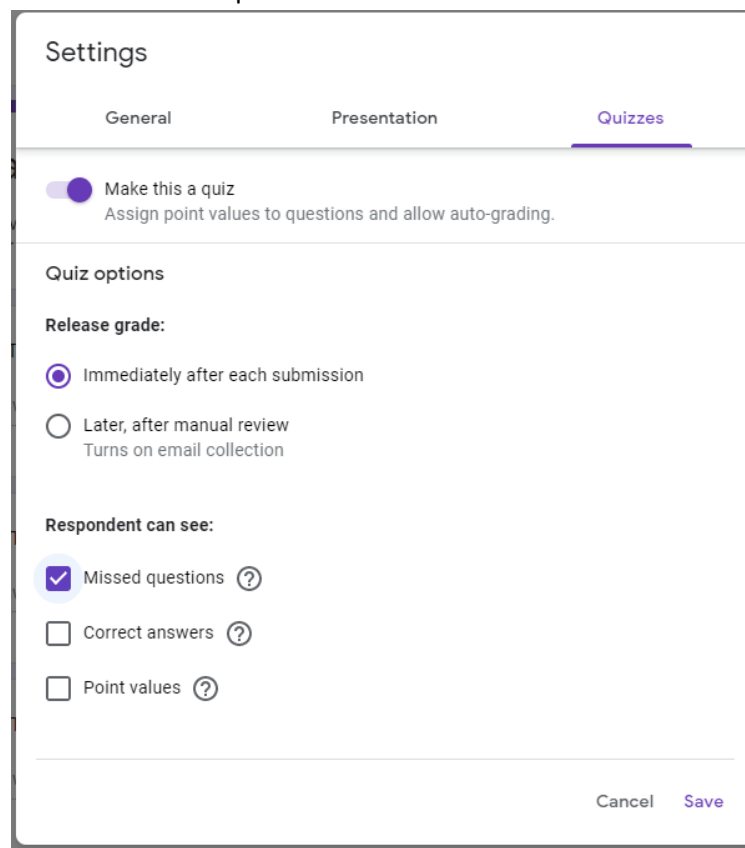 Settings
General Presentation Quizzes
Make this a quiz
Assign point values to questions and allow auto-grading.
Quiz options
Release grade:
Immediately after each submission
Later, after manual review
Turns on email collection
Respondent can see:
Missed questions
Correct answers
Point values
Cancel Save